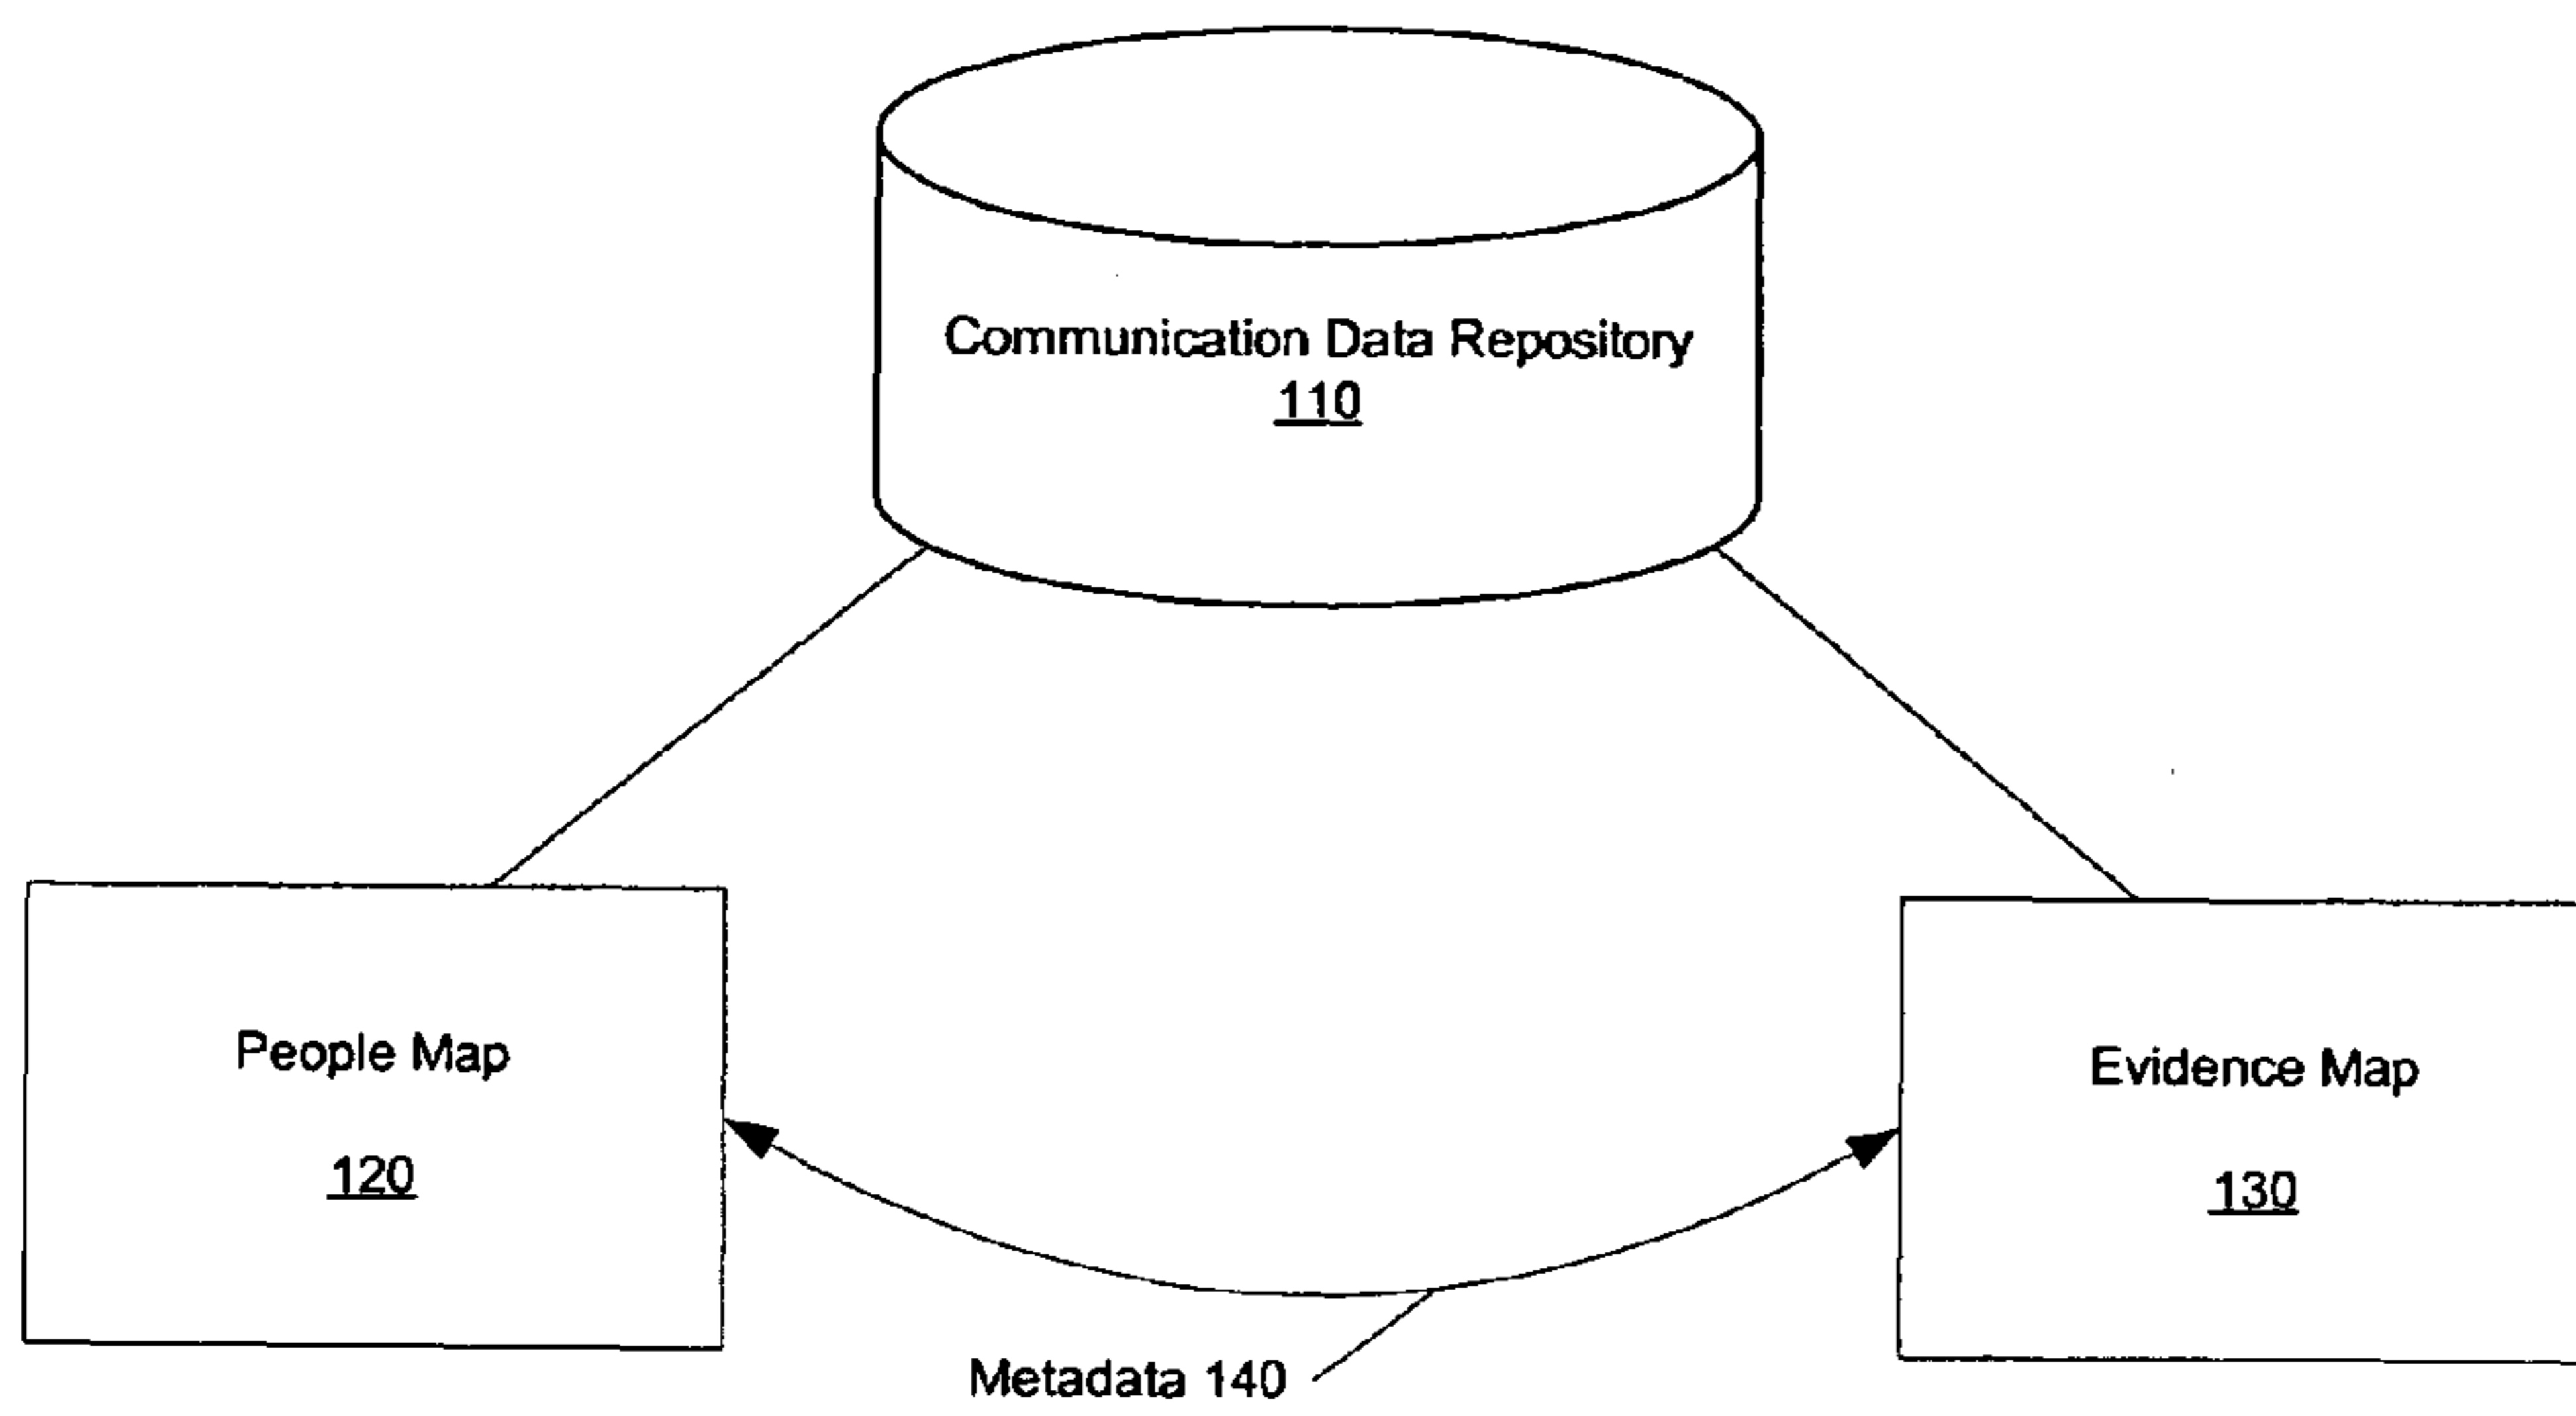 Communication Data Repository
110
People Map
120
Evidence Map
130
Metadata 140